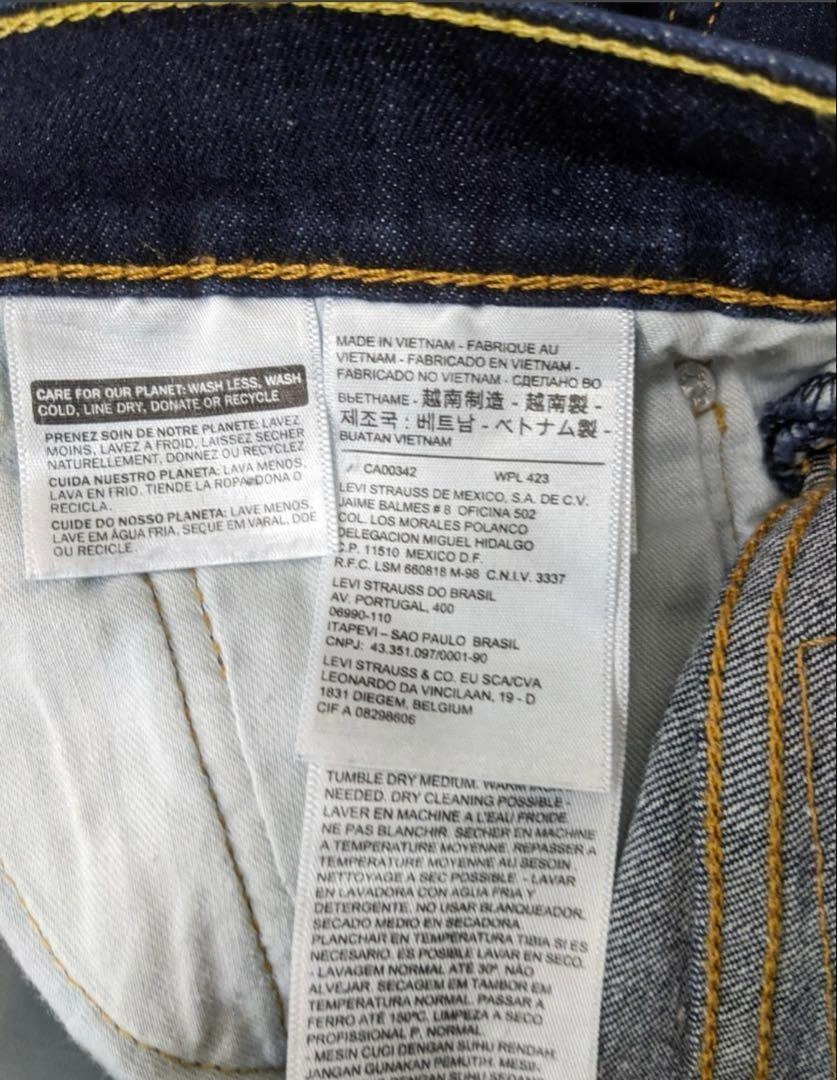 CARE FOR OUR PLANET: WASH LESS, WASH
COLD, LINE DRY, DONATE OR RECYCLE
PRENEZ SOIN DE NOTRE PLANETE: LAVEZ
MOINS, LAVEZ A FROID, LAISSEZ SECHER
NATURELLEMENT, DONNEZ OU RECYCLEZ
CUIDA NUESTRO PLANETA: LAVA MENOS,
LAVA EN FRIO, TIENDE LA ROPA, DONA O
RECICLA.
CUIDE DO NOSSO PLANETA: LAVE MENOS,
LAVE EM ÁGUA FRIA, SEQUE EM VARAL, DOE
OU RECICLE.
MADE IN VIETNAM - FABRIQUE AU
VIETNAM - FABRICADO EN VIETNAM -
FABRICADO NO VIETNAM - СДЕЛАНО ВО
ВЬЕТНАМЕ - 越南制造 - 越南製 -
제조국 : 베트남 - ベトナム製 -
BUATAN VIETNAM
CA00342 WPL 423
LEVI STRAUSS DE MEXICO, S.A. DE C.V.
JAIME BALMES # 8 OFICINA 502
COL. LOS MORALES POLANCO
DELEGACION MIGUEL HIDALGO
C.P. 11510 MEXICO D.F.
R.F.C. LSM 660818 M-98 C.N.I.V. 3337
LEVI STRAUSS DO BRASIL
AV. PORTUGAL, 400
06990-110
ITAPEVI – SAO PAULO BRASIL
CNPJ: 43.351.097/0001-90
LEVI STRAUSS & CO. EU SCA/CVA
LEONARDO DA VINCILAAN, 19 - D
1831 DIEGEM, BELGIUM
CIF A 08298606
TUMBLE DRY MEDIUM. WARM
NEEDED. DRY CLEANING POSSIBLE -
LAVER EN MACHINE A L'EAU FROIDE.
NE PAS BLANCHIR. SECHER EN MACHINE
A TEMPERATURE MOYENNE. REPASSER A
TEMPERATURE MOYENNE AU BESOIN
NETTOYAGE A SEC POSSIBLE - LAVAR
EN LAVADORA CON AGUA FRIA Y
DETERGENTE. NO USAR BLANQUEADOR.
SECADO MEDIO EN SECADORA
PLANCHAR EN TEMPERATURA TIBIA SI ES
NECESARIO. ES POSIBLE LAVAR EN SECO.
- LAVAGEM NORMAL ATÉ 30º. NÃO
ALVEJAR. SECAGEM EM TAMBOR EM
TEMPERATURA NORMAL. PASSAR A
FERRO ATÉ 150ºC. LIMPEZA A SECO
PROFISSIONAL P, NORMAL
- MESIN CUCI DENGAN SUHU RENDAH.
JANGAN GUNAKAN PEMUTIH. MESIN
DENGAN SUHU